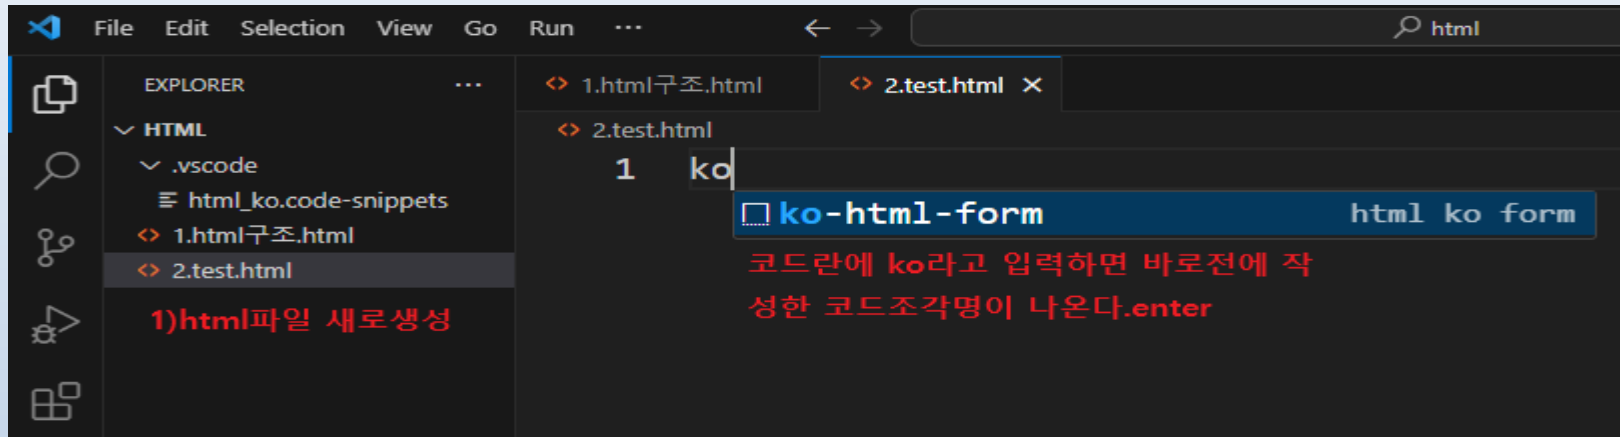 File Edit Selection View Go Run ··· ← → html
EXPLORER ···
HTML
.vscode
html_ko.code-snippets
1.html구조.html
2.test.html
1)html파일 새로생성
1.html구조.html 2.test.html
2.test.html
1 ko
ko-html-form html ko form
코드란에 ko라고 입력하면 바로전에 작
성한 코드조각명이 나온다.enter